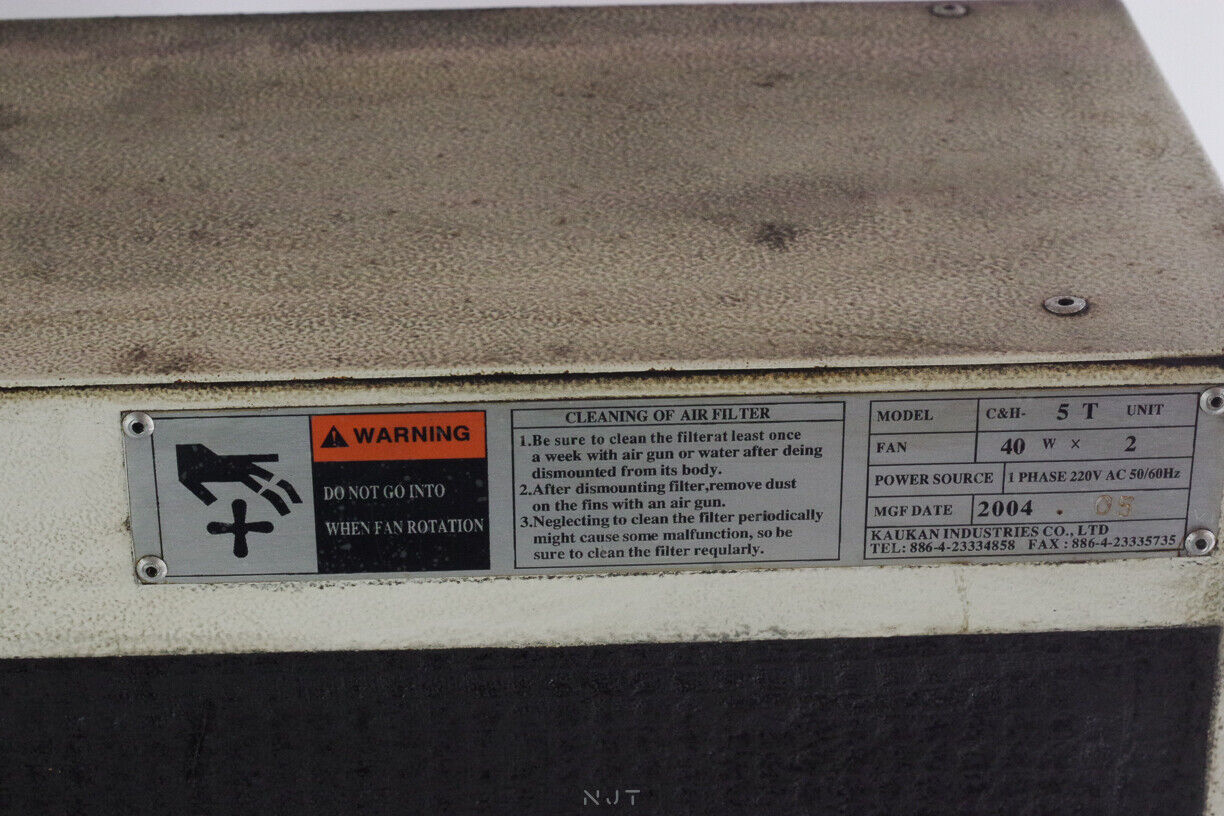 WARNING
DO NOT GO INTO
WHEN FAN ROTATION
CLEANING OF AIR FILTER
1.Be sure to clean the filterat least once
a week with air gun or water after deing
dismounted from its body.
2.After dismounting filter,remove dust
on the fins with an air gun.
3.Neglecting to clean the filter periodically
might cause some malfunction, so be
sure to clean the filter reqularly.
MODEL C&H- 5 T UNIT
FAN 40 W × 2
POWER SOURCE 1 PHASE 220V AC 50/60Hz
MGF DATE 2004 . 05
KAUKAN INDUSTRIES CO., LTD
TEL: 886-4-23334858 FAX : 886-4-23335735
NJT